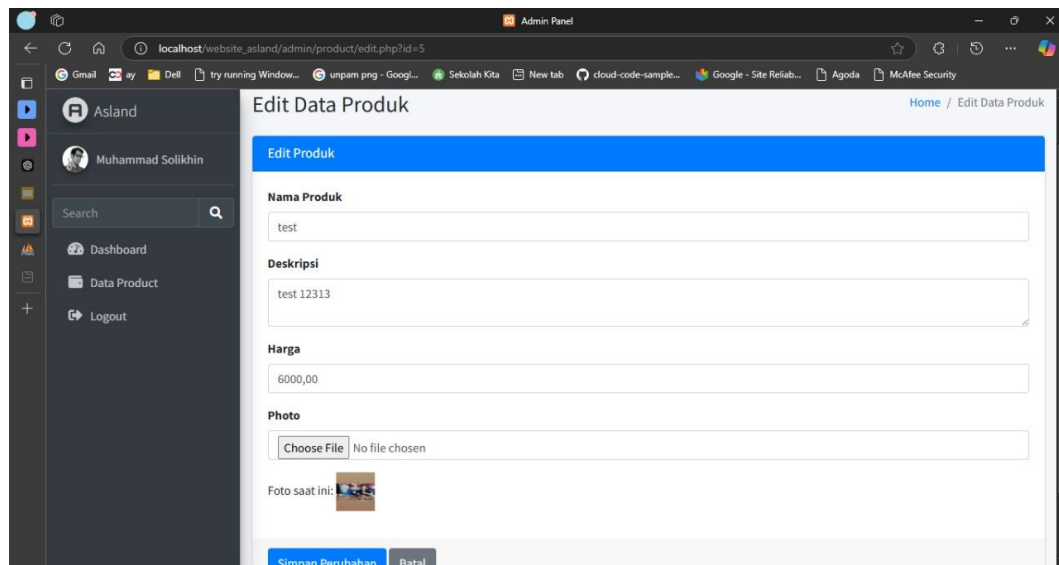 Admin Panel
localhost/website_asland/admin/product/edit.php?id=5
Gmail ay Dell try running Window... unpam png - Googl... Sekolah Kita New tab cloud-code-sample... Google - Site Reliab... Agoda McAfee Security
Asland
Muhammad Solikhin
Search
Dashboard
Data Product
Logout
Edit Data Produk
Home / Edit Data Produk
Edit Produk
Nama Produk
test
Deskripsi
test 12313
Harga
6000,00
Photo
Choose File No file chosen
Foto saat ini:
Simpan Perubahan Batal